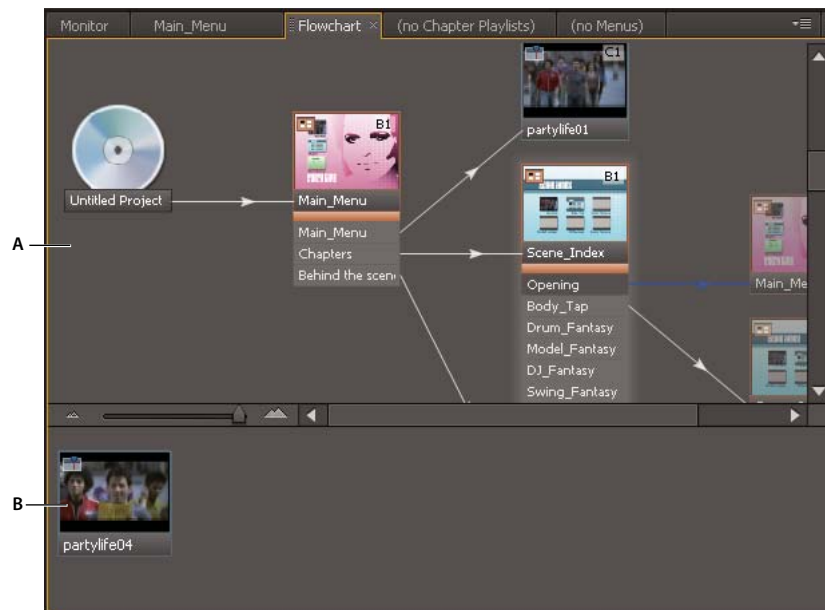 Monitor Main_Menu Flowchart × (no Chapter Playlists) (no Menus)
C1
partylife01
B1
Untitled Project
Main_Menu
Main_Menu
Chapters
Behind the scen
B1
Scene_Index
Opening
Body_Tap
Drum_Fantasy
Model_Fantasy
DJ_Fantasy
Swing_Fantasy
Main_Me
A
B
partylife04